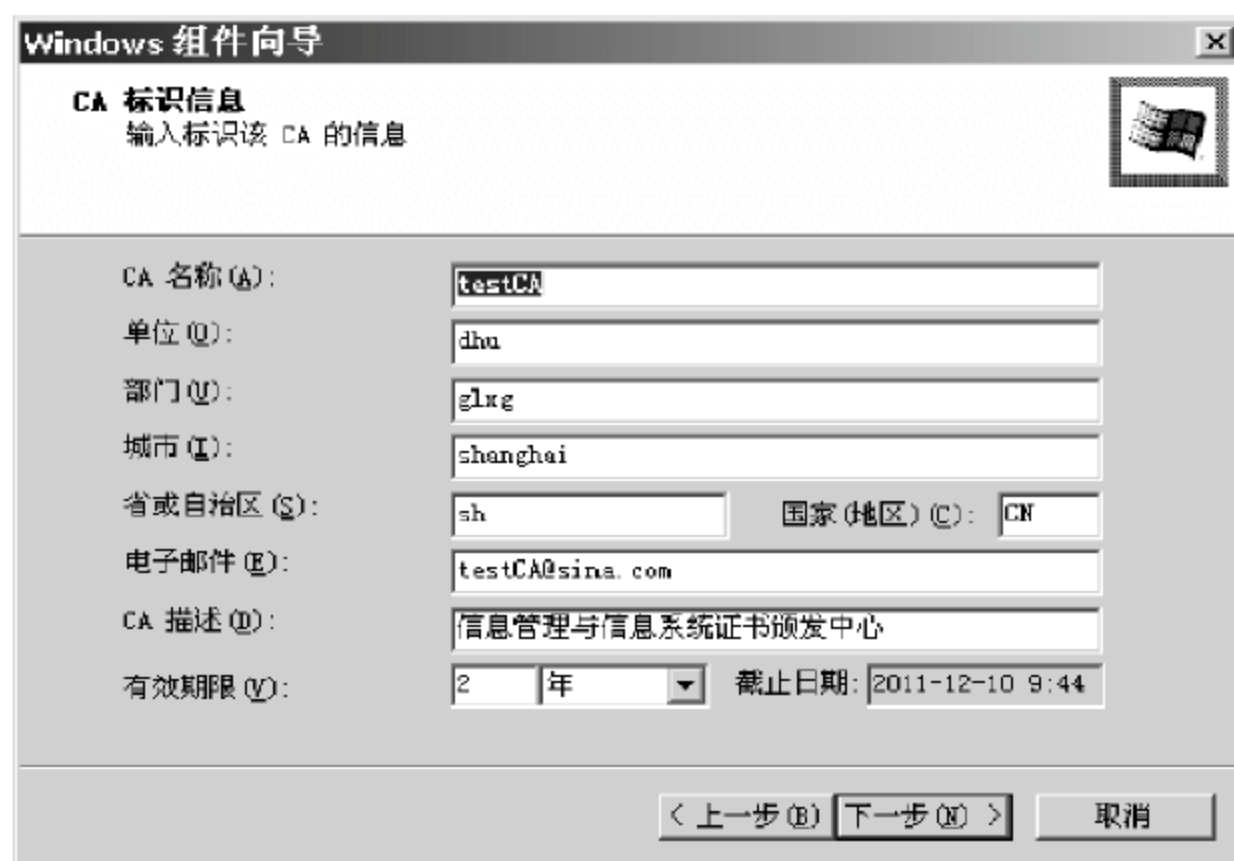 Windows 组件向导
CA 标识信息
输入标识该 CA 的信息
CA 名称(A): testCA
单位(O): dhu
部门(U): glxg
城市(I): shanghai
省或自治区(S): sh 国家(地区)(C): CN
电子邮件(E): testCA@sina.com
CA 描述(D): 信息管理与信息系统证书颁发中心
有效期限(V): 2 年 截止日期: 2011-12-10 9:44
< 上一步(B) 下一步(N) > 取消